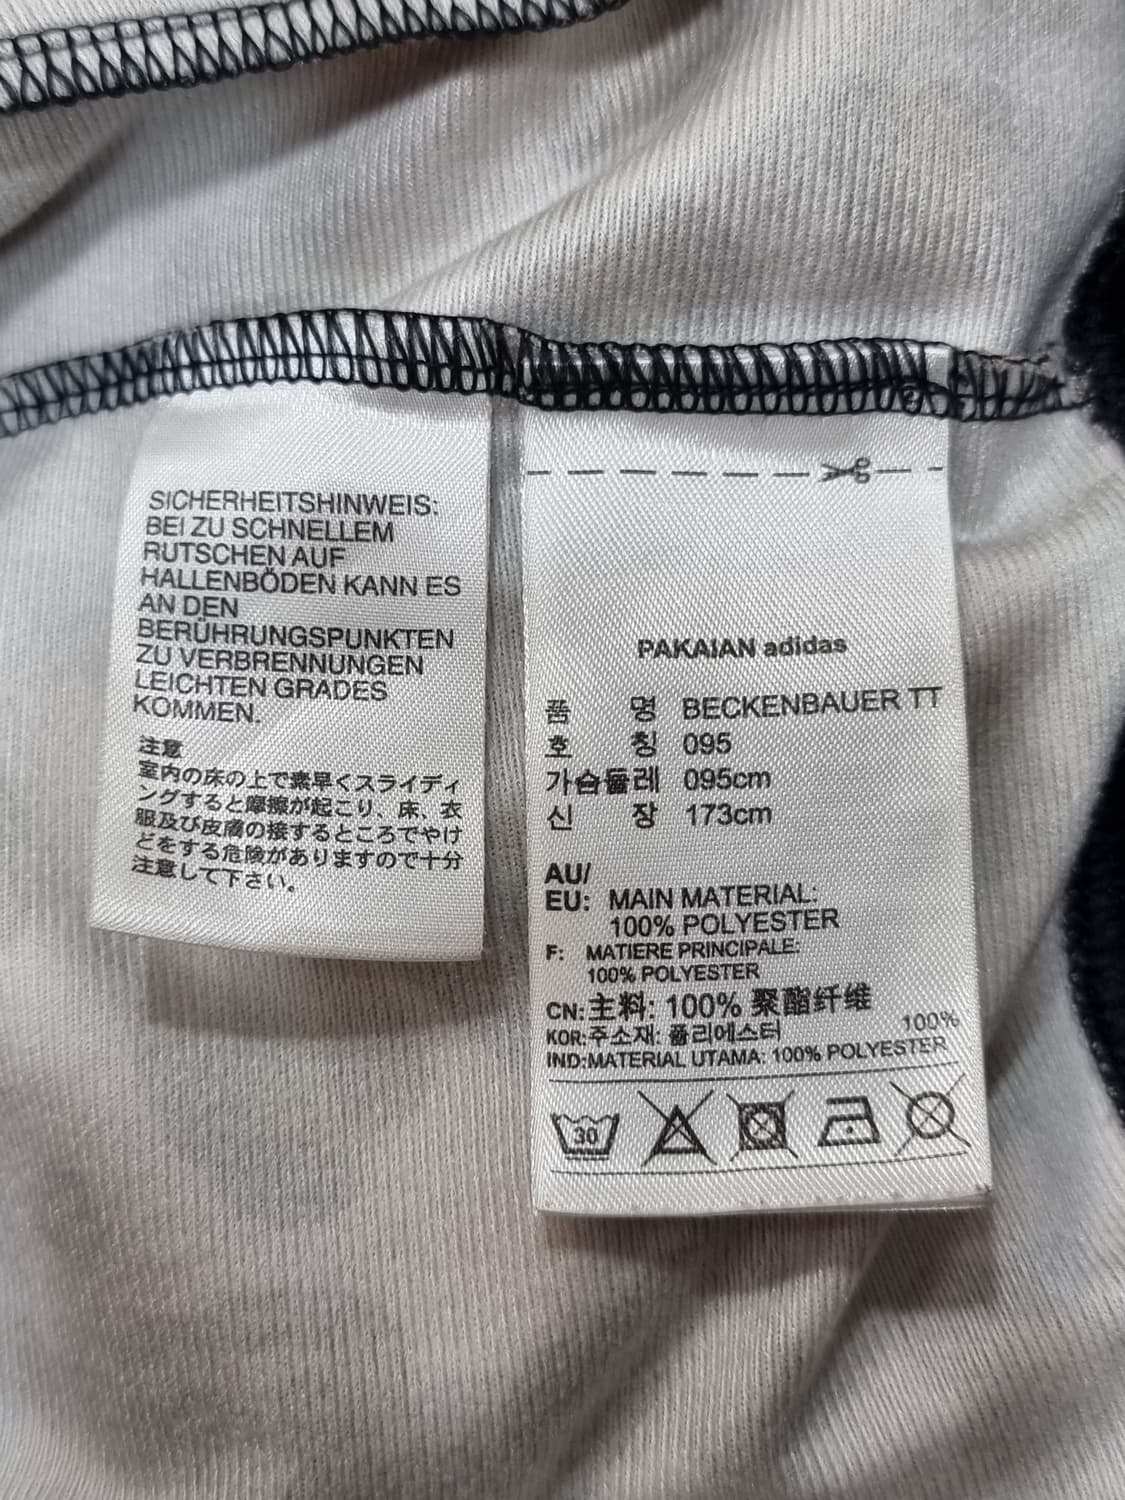 SICHERHEITSHINWEIS:
BEI ZU SCHNELLEM
RUTSCHEN AUF
HALLENBÖDEN KANN ES
AN DEN
BERÜHRUNGSPUNKTEN
ZU VERBRENNUNGEN
LEICHTEN GRADES
KOMMEN.
注意
室内の床の上で素早くスライディ
ングすると摩擦が起こり、床、衣
服及び皮膚の接するところでやけ
どをする危険がありますので十分
注意して下さい。
PAKAIAN adidas
품 명 BECKENBAUER TT
호 칭 095
가슴둘레 095cm
신 장 173cm
AU/
EU: MAIN MATERIAL:
100% POLYESTER
F: MATIERE PRINCIPALE:
100% POLYESTER
CN:主料: 100% 聚酯纤维
KOR:주소재: 폴리에스터 100%
IND:MATERIAL UTAMA: 100% POLYESTER
30